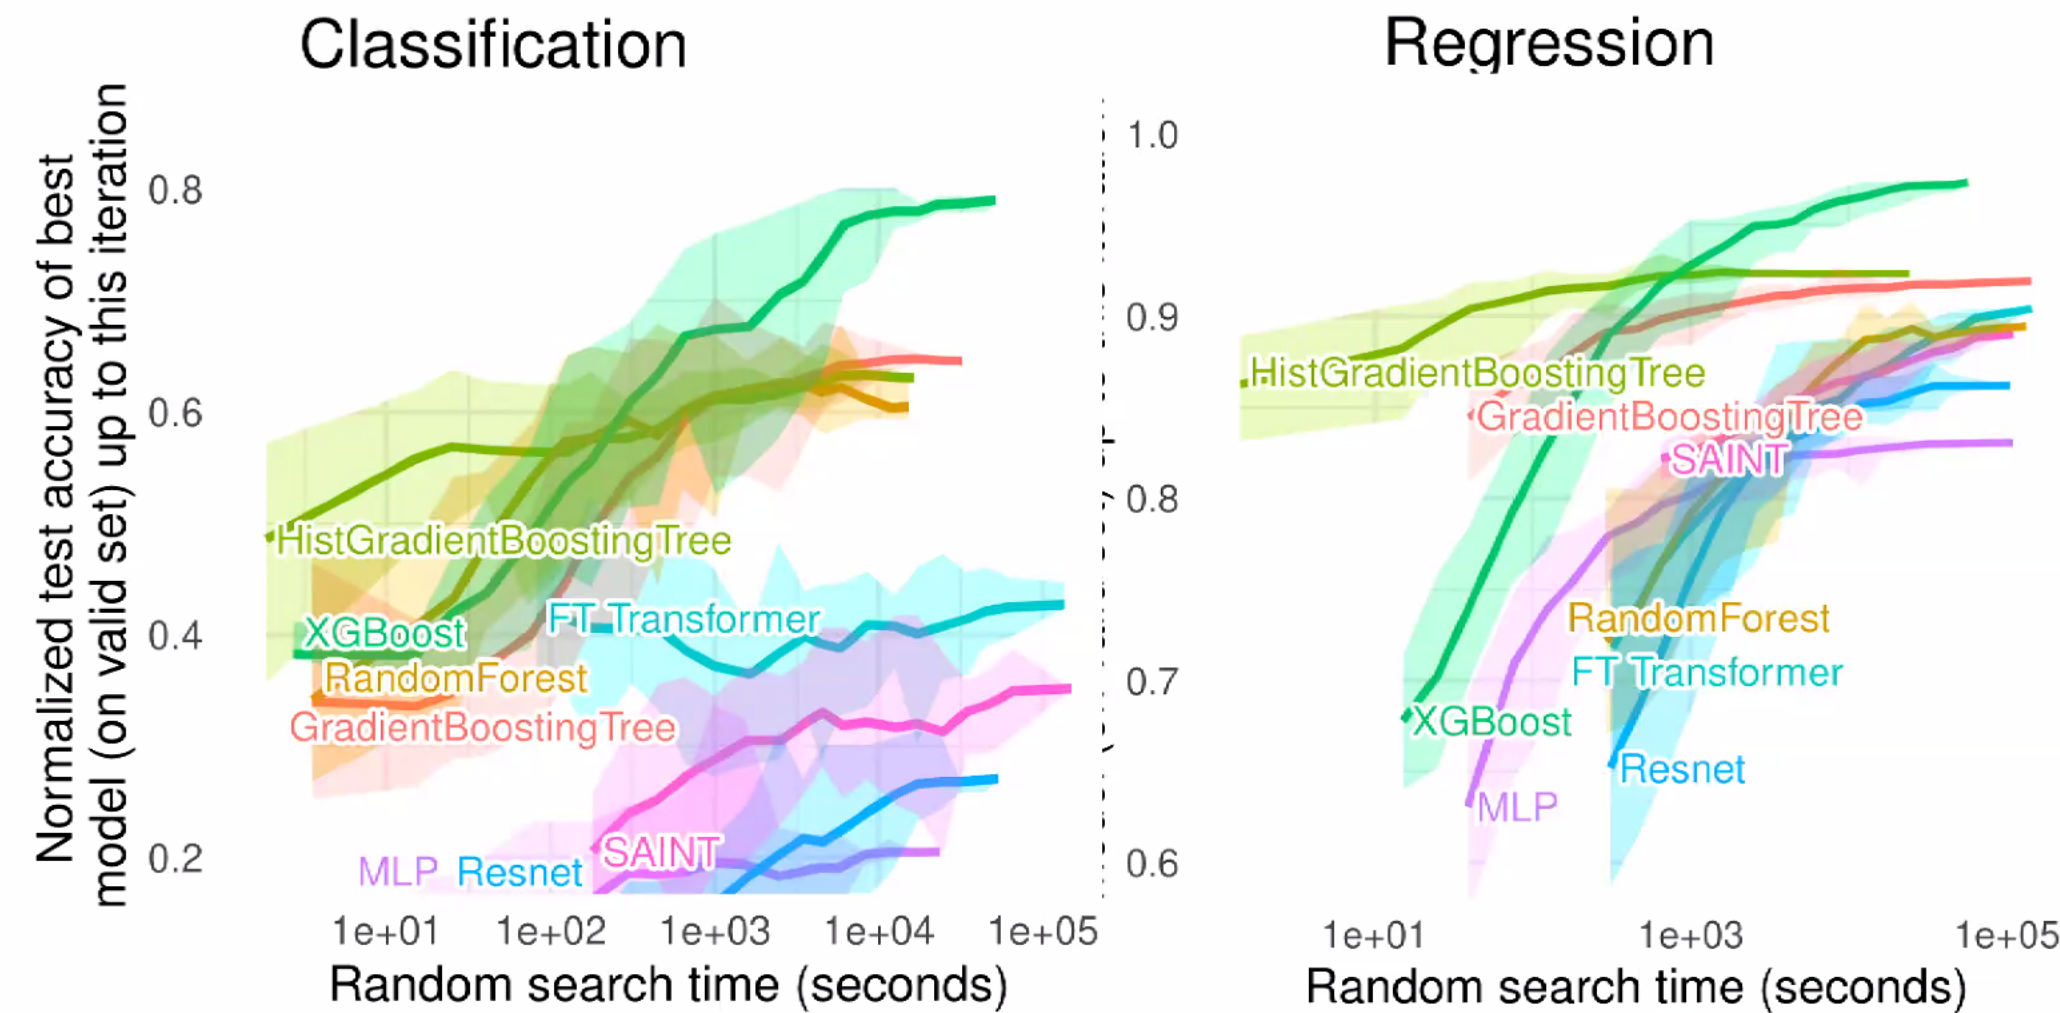 Classification
Normalized test accuracy of best
model (on valid set) up to this iteration
0.8
0.6
0.4
0.2
HistGradientBoostingTree
XGBoost
FT Transformer
RandomForest
GradientBoostingTree
SAINT
MLP Resnet
1e+01 1e+02 1e+03 1e+04 1e+05
Random search time (seconds)
Regression
1.0
0.9
0.8
0.7
0.6
HistGradientBoostingTree
GradientBoostingTree
SAINT
RandomForest
FT Transformer
XGBoost
Resnet
MLP
1e+01 1e+03 1e+05
Random search time (seconds)